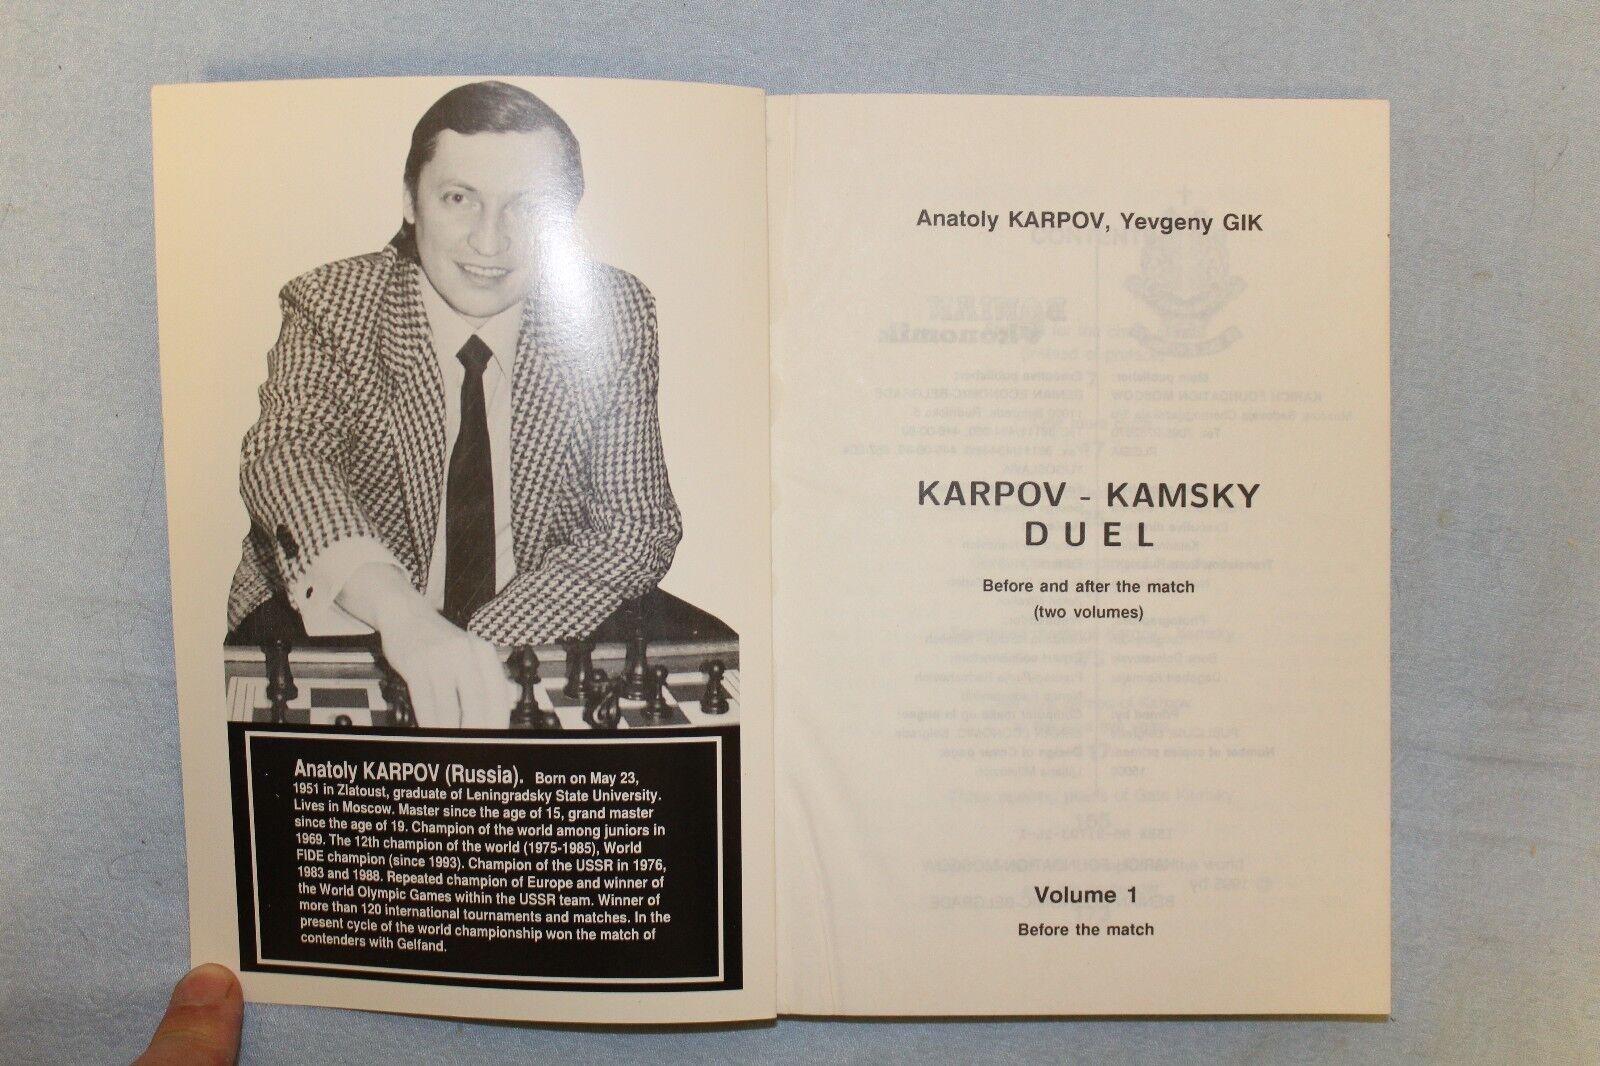 Anatoly KARPOV (Russia). Born on May 23,
1951 in Zlatoust, graduate of Leningradsky State University.
Lives in Moscow. Master since the age of 15, grand master
since the age of 19. Champion of the world among juniors in
1969. The 12th champion of the world (1975-1985), World
FIDE champion (since 1993). Champion of the USSR in 1976,
1983 and 1988. Repeated champion of Europe and winner of
the World Olympic Games within the USSR team. Winner of
more than 120 international tournaments and matches. In the
present cycle of the world championship won the match of
contenders with Gelfand.
Anatoly KARPOV, Yevgeny GIK
KARPOV - KAMSKY
DUEL
Before and after the match
(two volumes)
Volume 1
Before the match